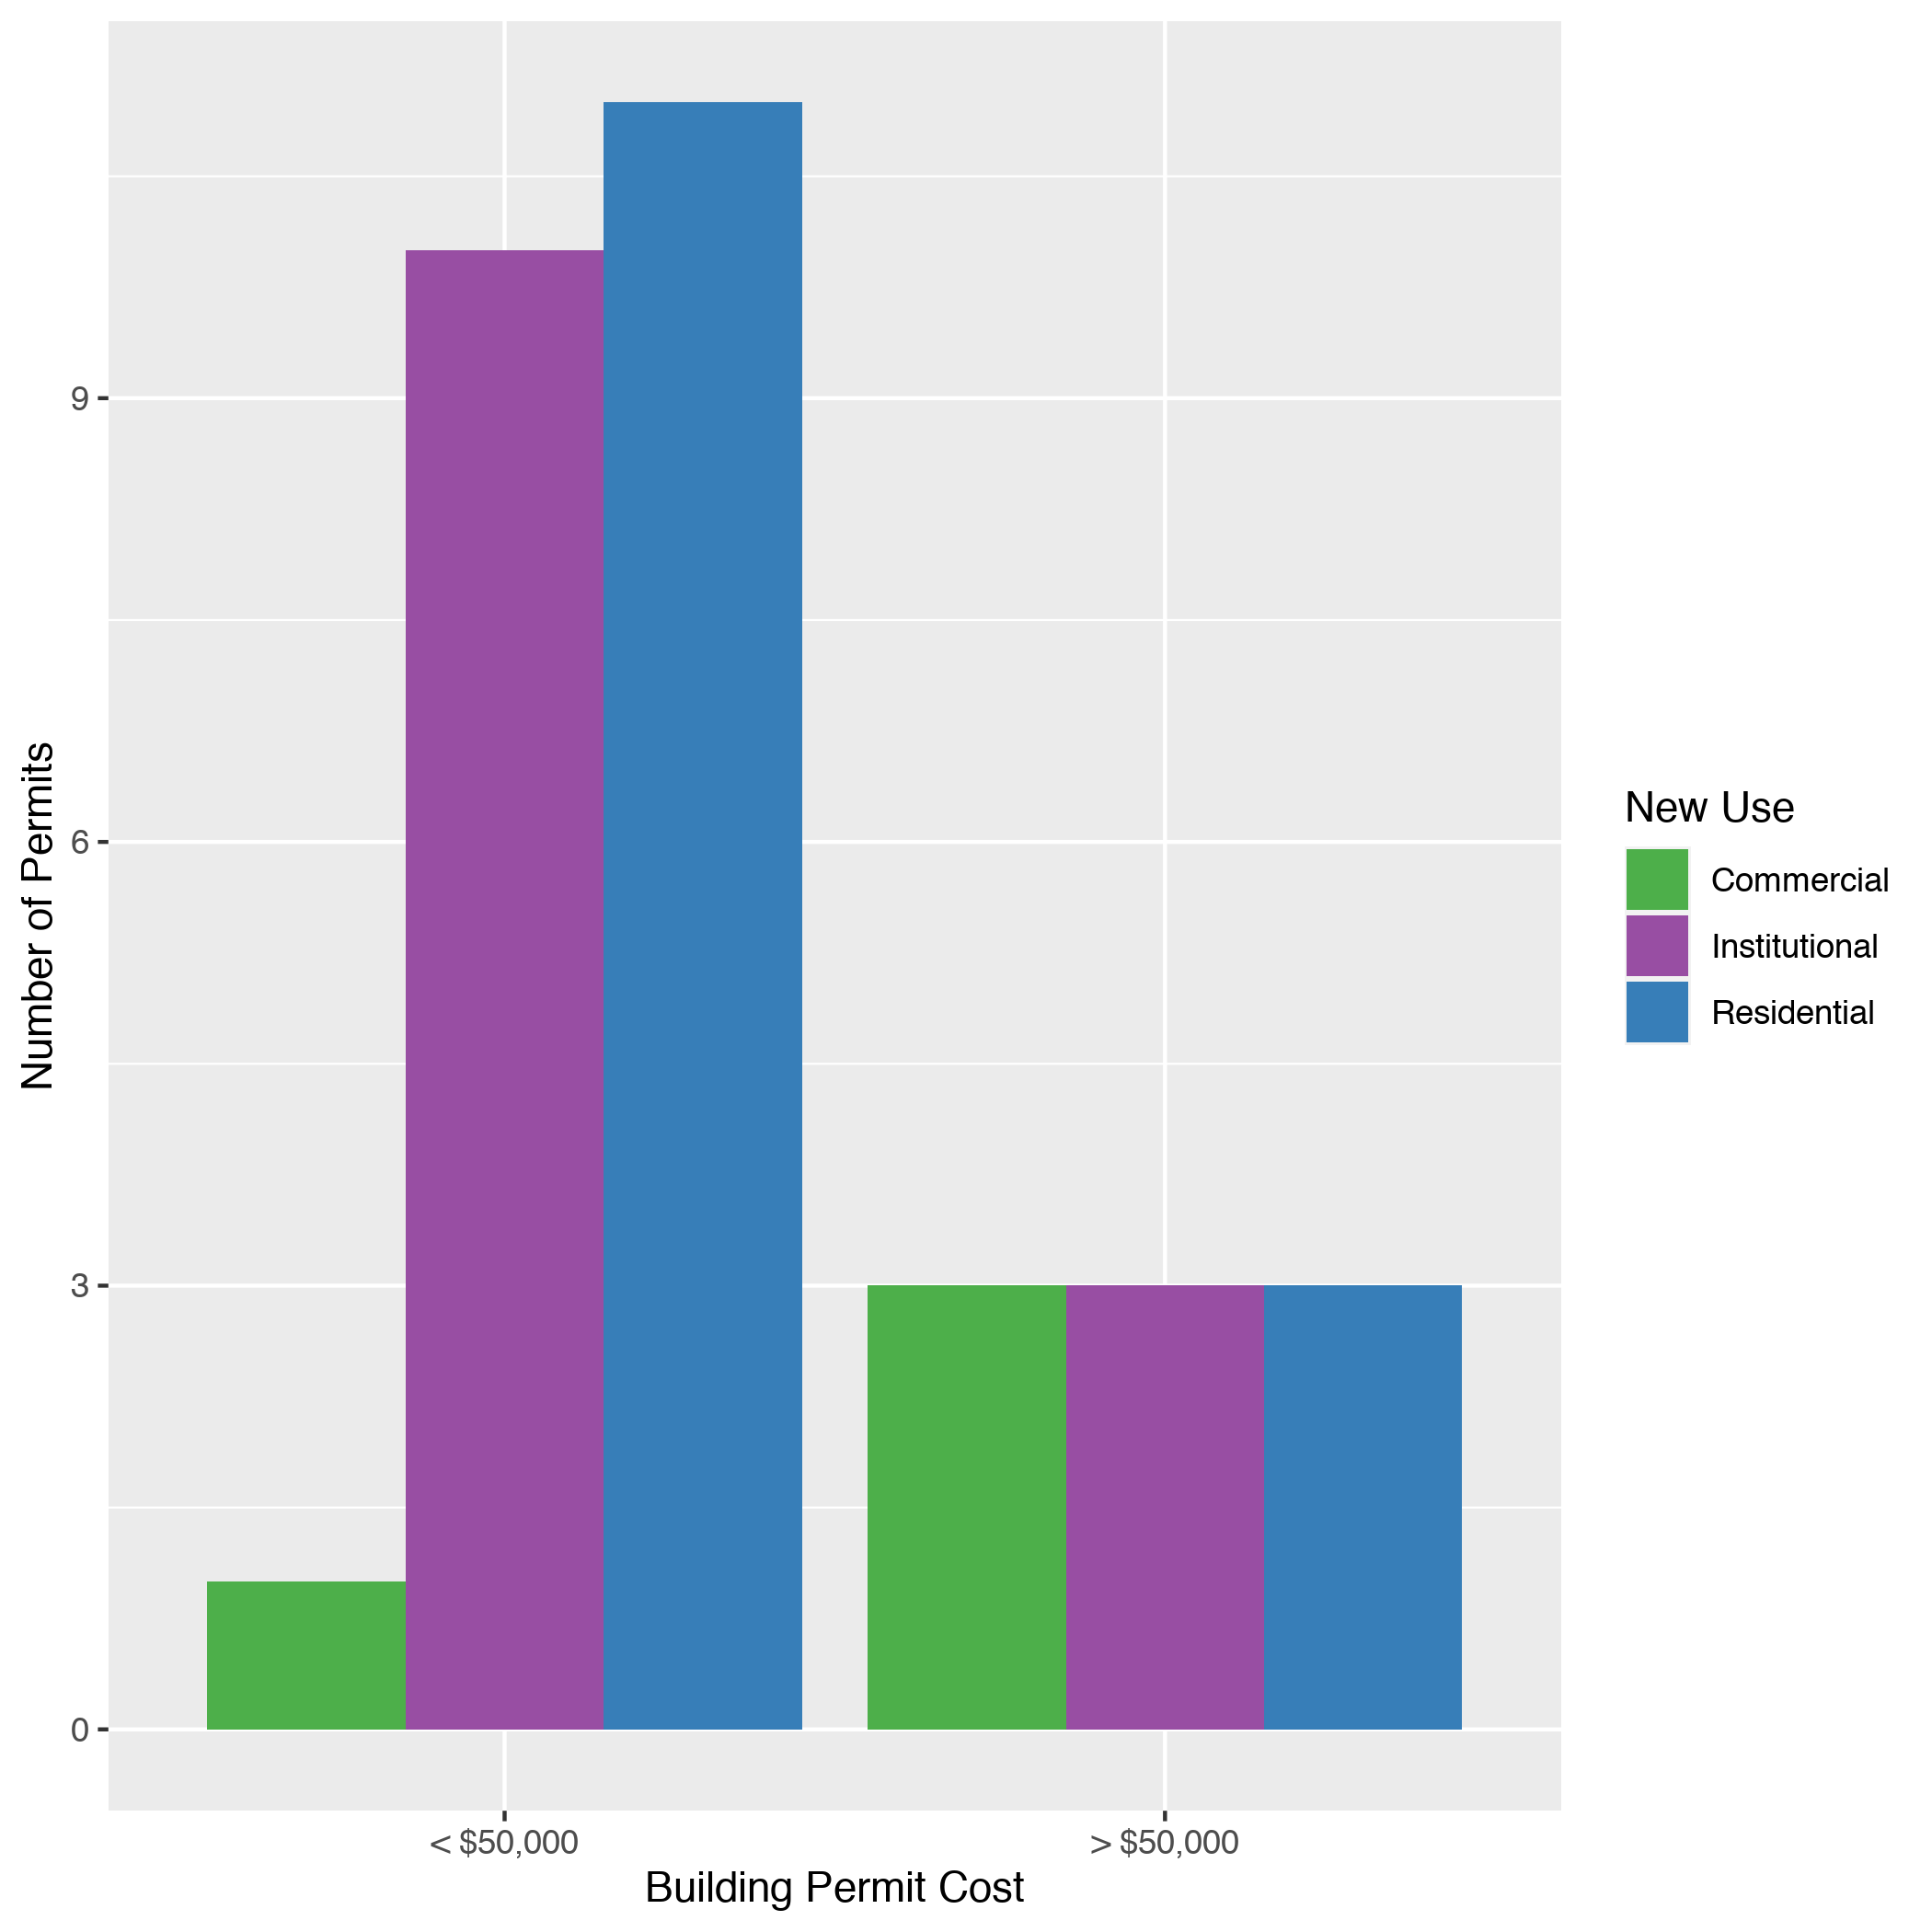 Number of Permits
9
6
3
0
< $50,000
> $50,000
Building Permit Cost
New Use
Commercial
Institutional
Residential